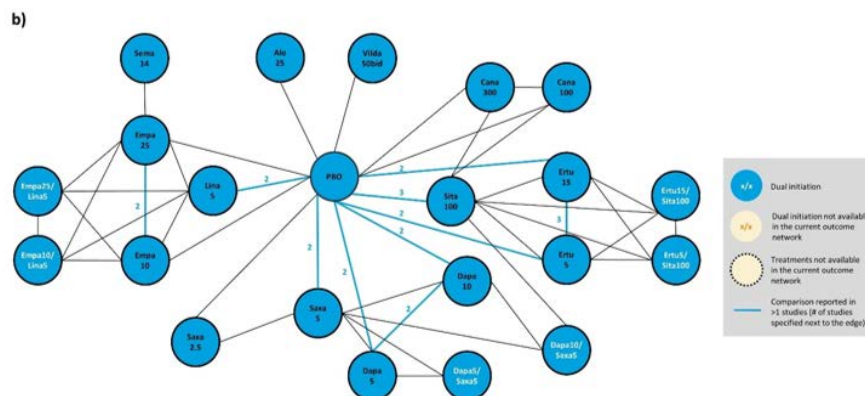 b)
Sema
14
Alo
25
Vilda
50bid
Cana
300
Cana
100
Empa
25
Empa25/
Lina5
Lina
5
2
PBO
2
3
2
2
Sita
100
Ertu
15
Ertu15/
Sita100
2
3
Empa10/
Lina5
Empa
10
2
2
Ertu
5
Ertu5/
Sita100
Dapa
10
Saxa
5
2
Saxa
2.5
Dapa10/
Saxa5
Dapa
5
Dapa5/
Saxa5
x/x
Dual initiation
x/x
Dual initiation not available
in the current outcome
network
Treatments not available
in the current outcome
network
Comparison reported in
>1 studies (# of studies
specified next to the edge)